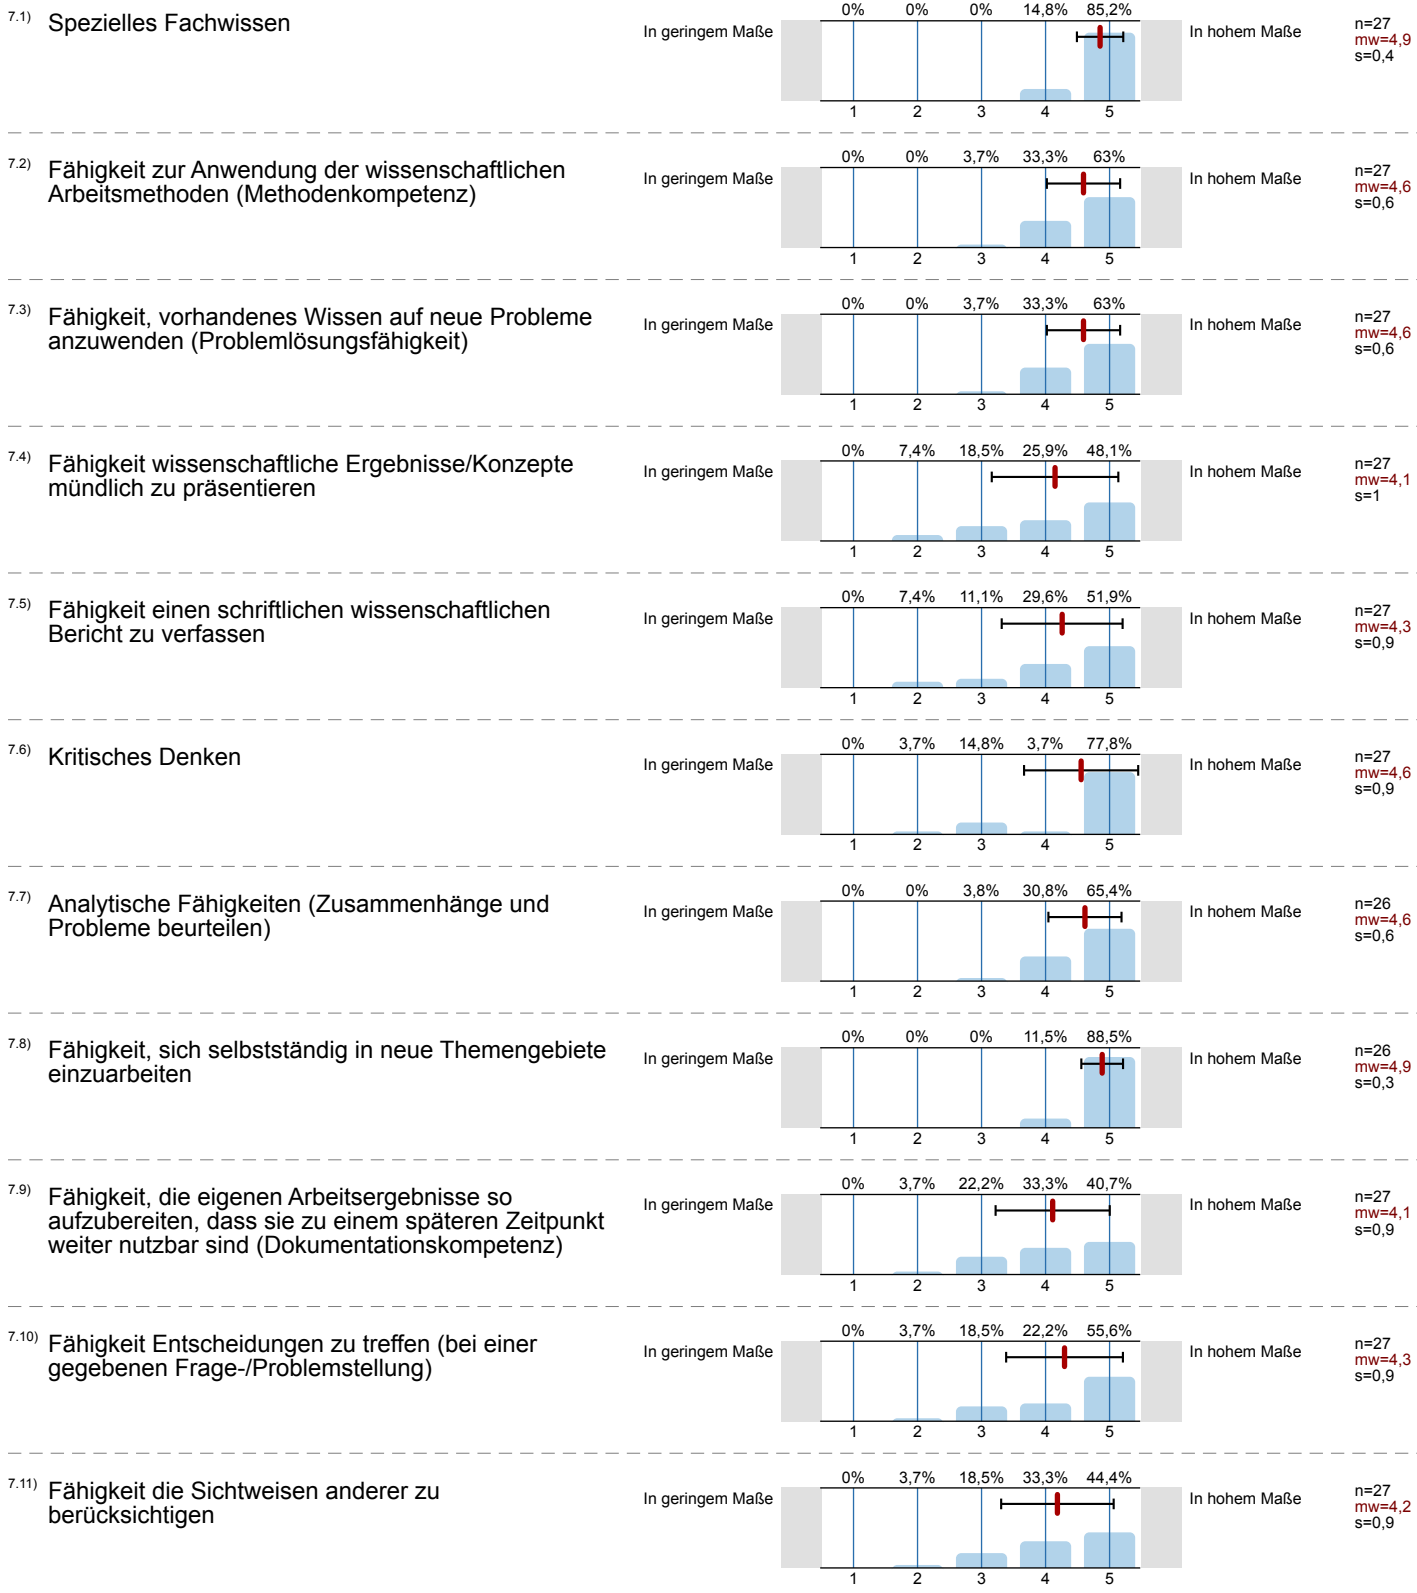 7.1) Spezielles Fachwissen
In geringem Maße
0% 0% 0% 14,8% 85,2%
1 2 3 4 5
In hohem Maße
n=27
mw=4,9
s=0,4
7.2) Fähigkeit zur Anwendung der wissenschaftlichen
Arbeitsmethoden (Methodenkompetenz)
In geringem Maße
0% 0% 3,7% 33,3% 63%
1 2 3 4 5
In hohem Maße
n=27
mw=4,6
s=0,6
7.3) Fähigkeit, vorhandenes Wissen auf neue Probleme
anzuwenden (Problemlösungsfähigkeit)
In geringem Maße
0% 0% 3,7% 33,3% 63%
1 2 3 4 5
In hohem Maße
n=27
mw=4,6
s=0,6
7.4) Fähigkeit wissenschaftliche Ergebnisse/Konzepte
mündlich zu präsentieren
In geringem Maße
0% 7,4% 18,5% 25,9% 48,1%
1 2 3 4 5
In hohem Maße
n=27
mw=4,1
s=1
7.5) Fähigkeit einen schriftlichen wissenschaftlichen
Bericht zu verfassen
In geringem Maße
0% 7,4% 11,1% 29,6% 51,9%
1 2 3 4 5
In hohem Maße
n=27
mw=4,3
s=0,9
7.6) Kritisches Denken
In geringem Maße
0% 3,7% 14,8% 3,7% 77,8%
1 2 3 4 5
In hohem Maße
n=27
mw=4,6
s=0,9
7.7) Analytische Fähigkeiten (Zusammenhänge und
Probleme beurteilen)
In geringem Maße
0% 0% 3,8% 30,8% 65,4%
1 2 3 4 5
In hohem Maße
n=26
mw=4,6
s=0,6
7.8) Fähigkeit, sich selbstständig in neue Themengebiete
einzuarbeiten
In geringem Maße
0% 0% 0% 11,5% 88,5%
1 2 3 4 5
In hohem Maße
n=26
mw=4,9
s=0,3
7.9) Fähigkeit, die eigenen Arbeitsergebnisse so
aufzubereiten, dass sie zu einem späteren Zeitpunkt
weiter nutzbar sind (Dokumentationskompetenz)
In geringem Maße
0% 3,7% 22,2% 33,3% 40,7%
1 2 3 4 5
In hohem Maße
n=27
mw=4,1
s=0,9
7.10) Fähigkeit Entscheidungen zu treffen (bei einer
gegebenen Frage-/Problemstellung)
In geringem Maße
0% 3,7% 18,5% 22,2% 55,6%
1 2 3 4 5
In hohem Maße
n=27
mw=4,3
s=0,9
7.11) Fähigkeit die Sichtweisen anderer zu
berücksichtigen
In geringem Maße
0% 3,7% 18,5% 33,3% 44,4%
1 2 3 4 5
In hohem Maße
n=27
mw=4,2
s=0,9